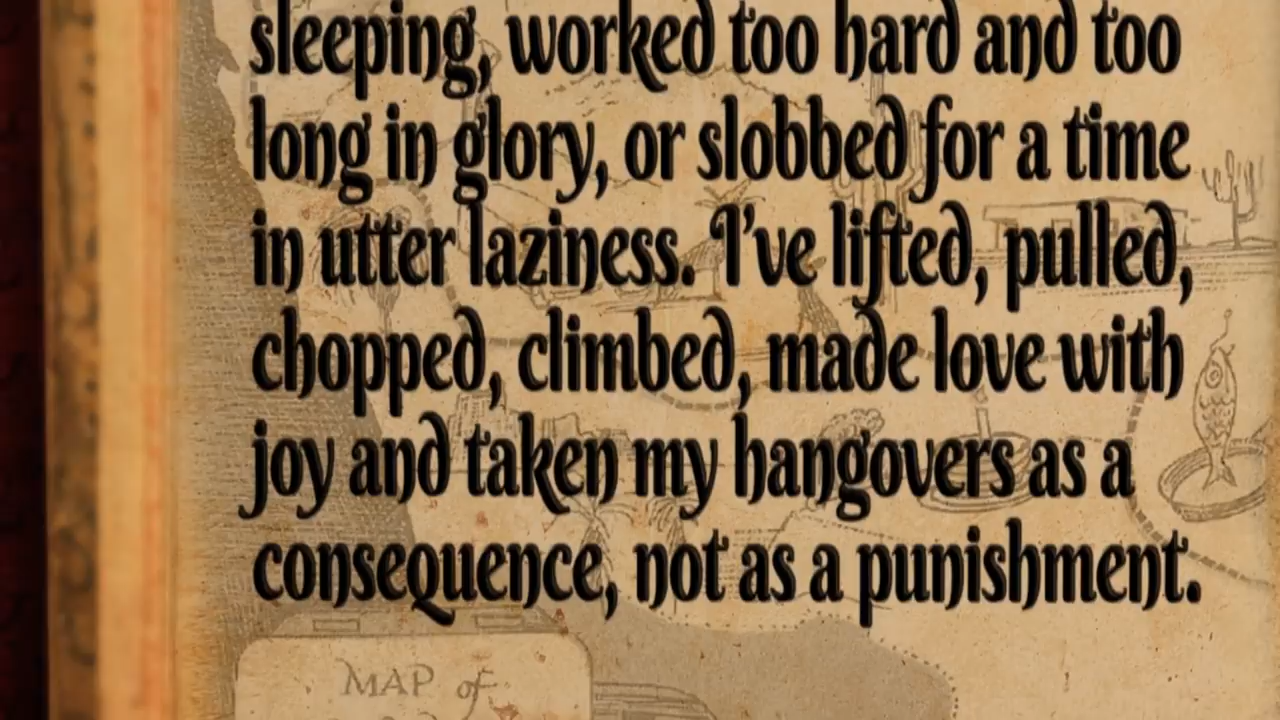 sleeping, worked too hard and too
long in glory, or slobbed for a time
in utter laziness. I've lifted, pulled,
chopped, climbed, made love with
joy and taken my hangovers as a
consequence, not as a punishment.
MAP of